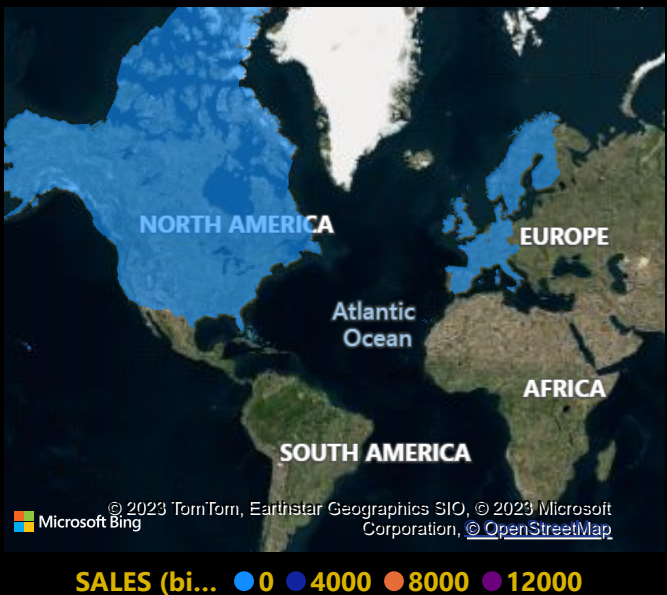 NORTH AMERICA
EUROPE
Atlantic
Ocean
AFRICA
SOUTH AMERICA
© 2023 TomTom, Earthstar Geographics SIO, © 2023 Microsoft
Microsoft Bing
Corporation, © OpenStreetMap
SALES (bi... 0 4000 8000 12000